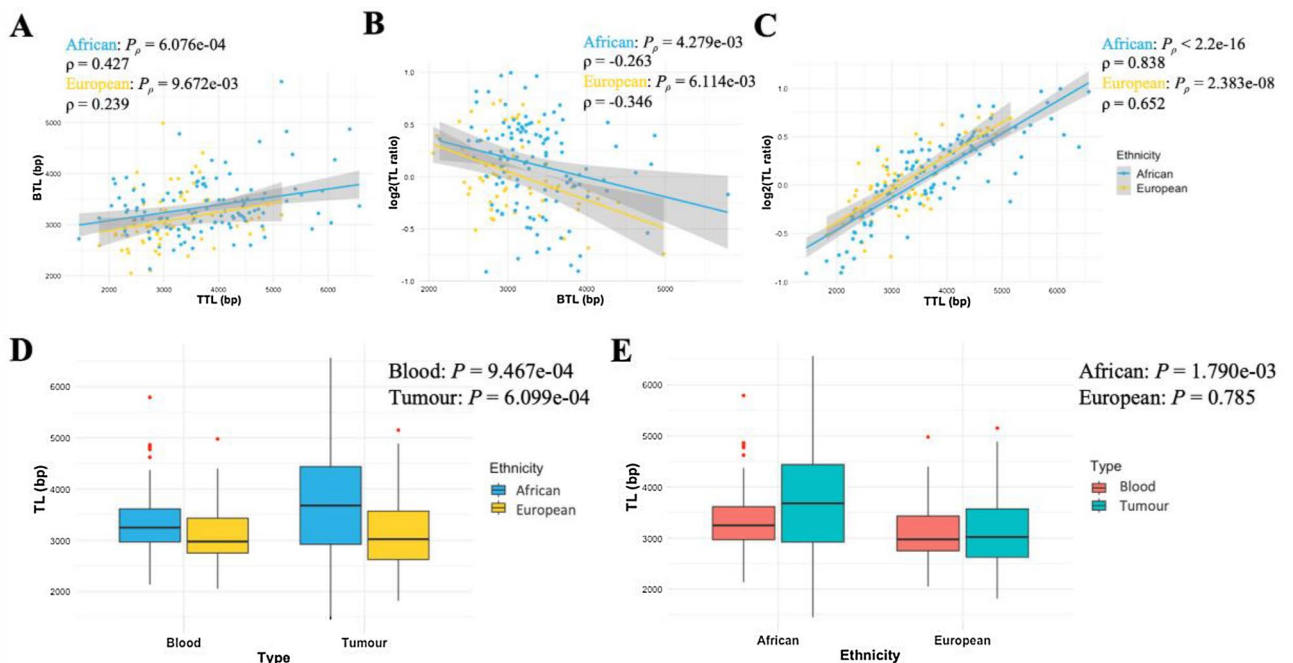 A
African: Pρ = 6.076e-04
ρ = 0.427
European: Pρ = 9.672e-03
ρ = 0.239
BTL (bp)
5000
4000
3000
2000
2000
3000
4000
5000
6000
TTL (bp)
B
African: Pρ = 4.279e-03
ρ = -0.263
European: Pρ = 6.114e-03
ρ = -0.346
log2(TL ratio)
1.0
0.5
0.0
-0.5
-1.0
2000
3000
4000
5000
BTL (bp)
C
African: Pρ < 2.2e-16
ρ = 0.838
European: Pρ = 2.383e-08
ρ = 0.652
log2(TL ratio)
1.0
0.5
0.0
-0.5
-1.0
2000
3000
4000
5000
6000
TTL (bp)
Ethnicity
African
European
D
Blood: P = 9.467e-04
Tumour: P = 6.099e-04
TL (bp)
6000
5000
4000
3000
2000
Blood
Tumour
Type
Ethnicity
African
European
E
African: P = 1.790e-03
European: P = 0.785
TL (bp)
6000
5000
4000
3000
2000
African
European
Ethnicity
Type
Blood
Tumour